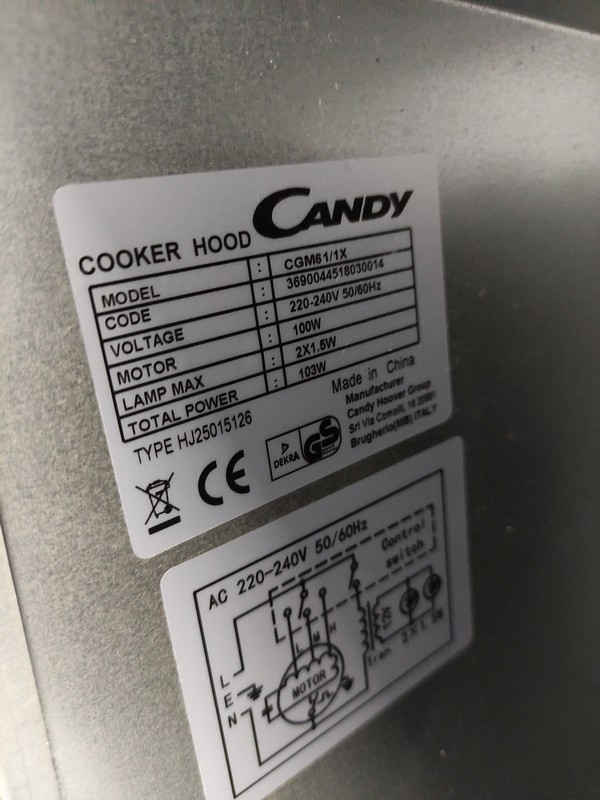 CANDY
COOKER HOOD
MODEL : CGM61/1X
CODE : 3690044518030014
VOLTAGE : 220-240V 50/60Hz
MOTOR : 100W
LAMP MAX : 2X1.5W
TOTAL POWER : 103W
TYPE HJ25015126
Made in China
Manufacturer
Candy Hoover Group
Srl Via Comolli, 16 20861
Brugherio(MB) ITALY
CE
DEKRA
GS
AC 220-240V 50/60Hz
Control
switch
L M H
L
E
N
MOTOR
tran 2X1.5W